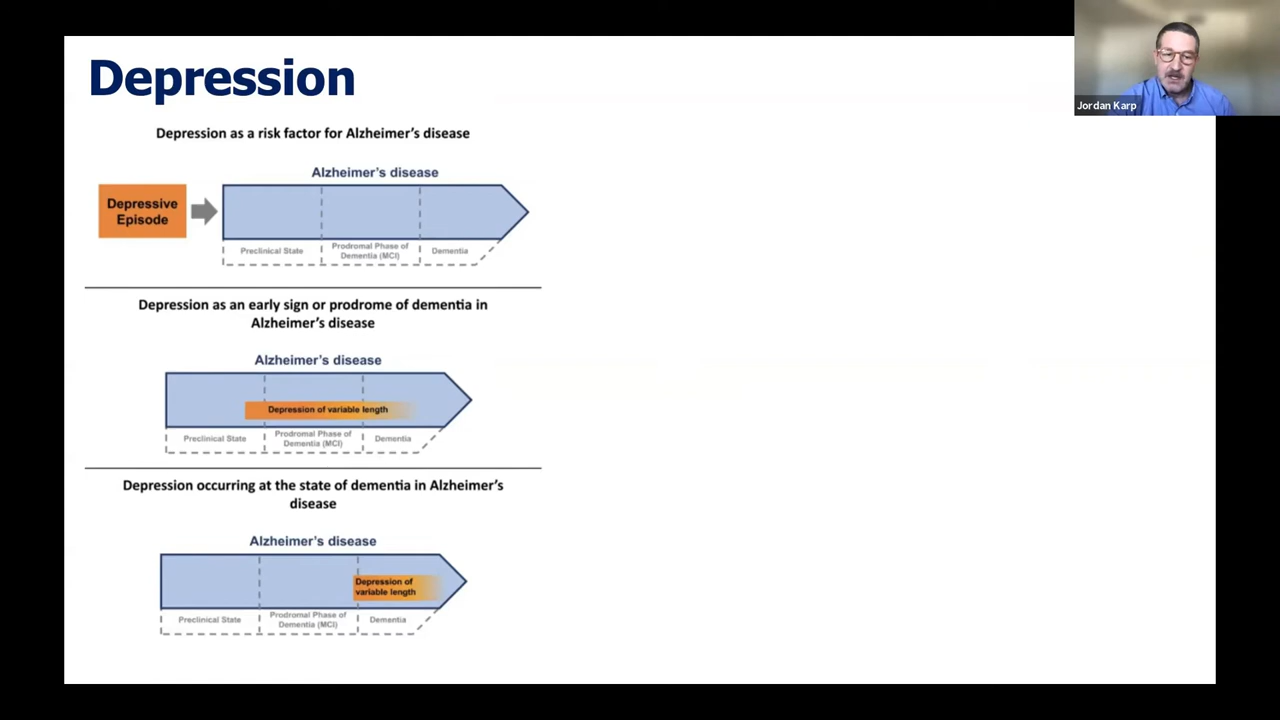 Depression
Jordan Karp
Depression as a risk factor for Alzheimer's disease
Alzheimer's disease
Depressive
Episode
Preclinical State
Prodromal Phase of
Dementia (MCI)
Dementia
Depression as an early sign or prodrome of dementia in
Alzheimer's disease
Alzheimer's disease
Depression of variable length
Preclinical State
Prodromal Phase of
Dementia (MCI)
Dementia
Depression occurring at the state of dementia in Alzheimer's
disease
Alzheimer's disease
Depression of
variable length
Preclinical State
Prodromal Phase of
Dementia (MCI)
Dementia